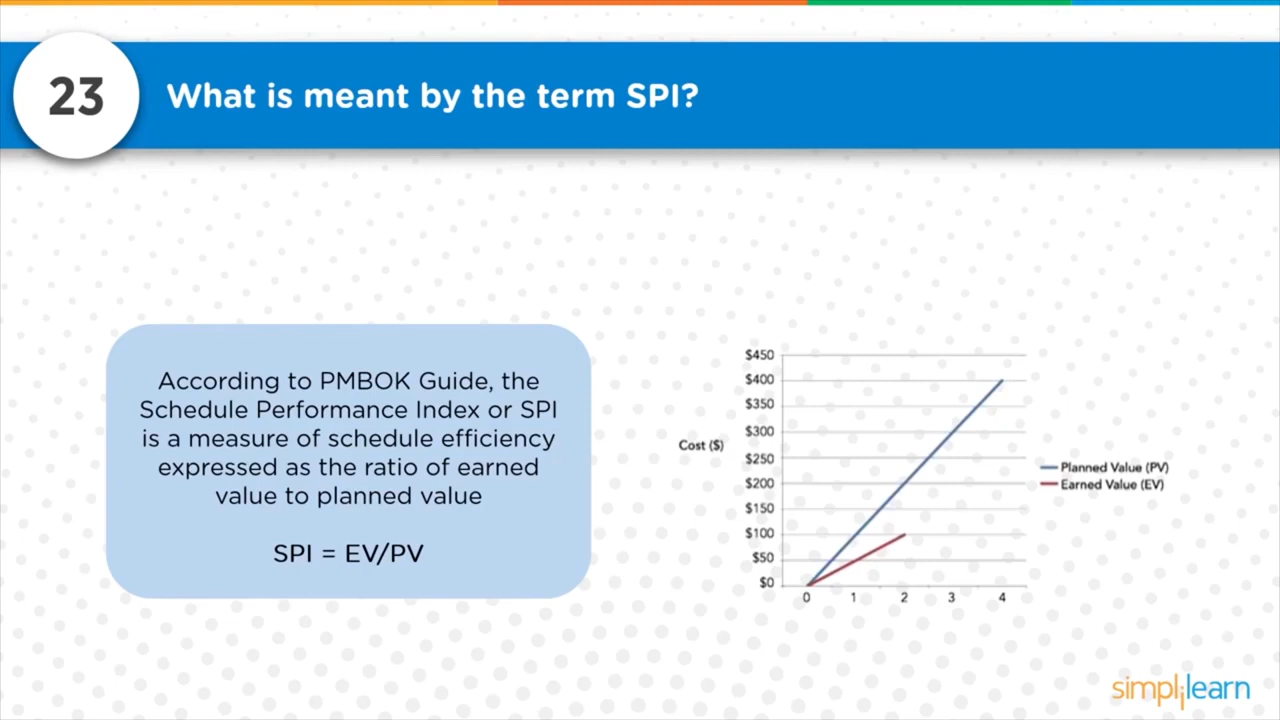 23
What is meant by the term SPI?
According to PMBOK Guide, the
Schedule Performance Index or SPI
is a measure of schedule efficiency
expressed as the ratio of earned
value to planned value
SPI = EV/PV
Cost ($)
$450
$400
$350
$300
$250
$200
$150
$100
$50
$0
0 1 2 3 4
Planned Value (PV)
Earned Value (EV)
simplilearn